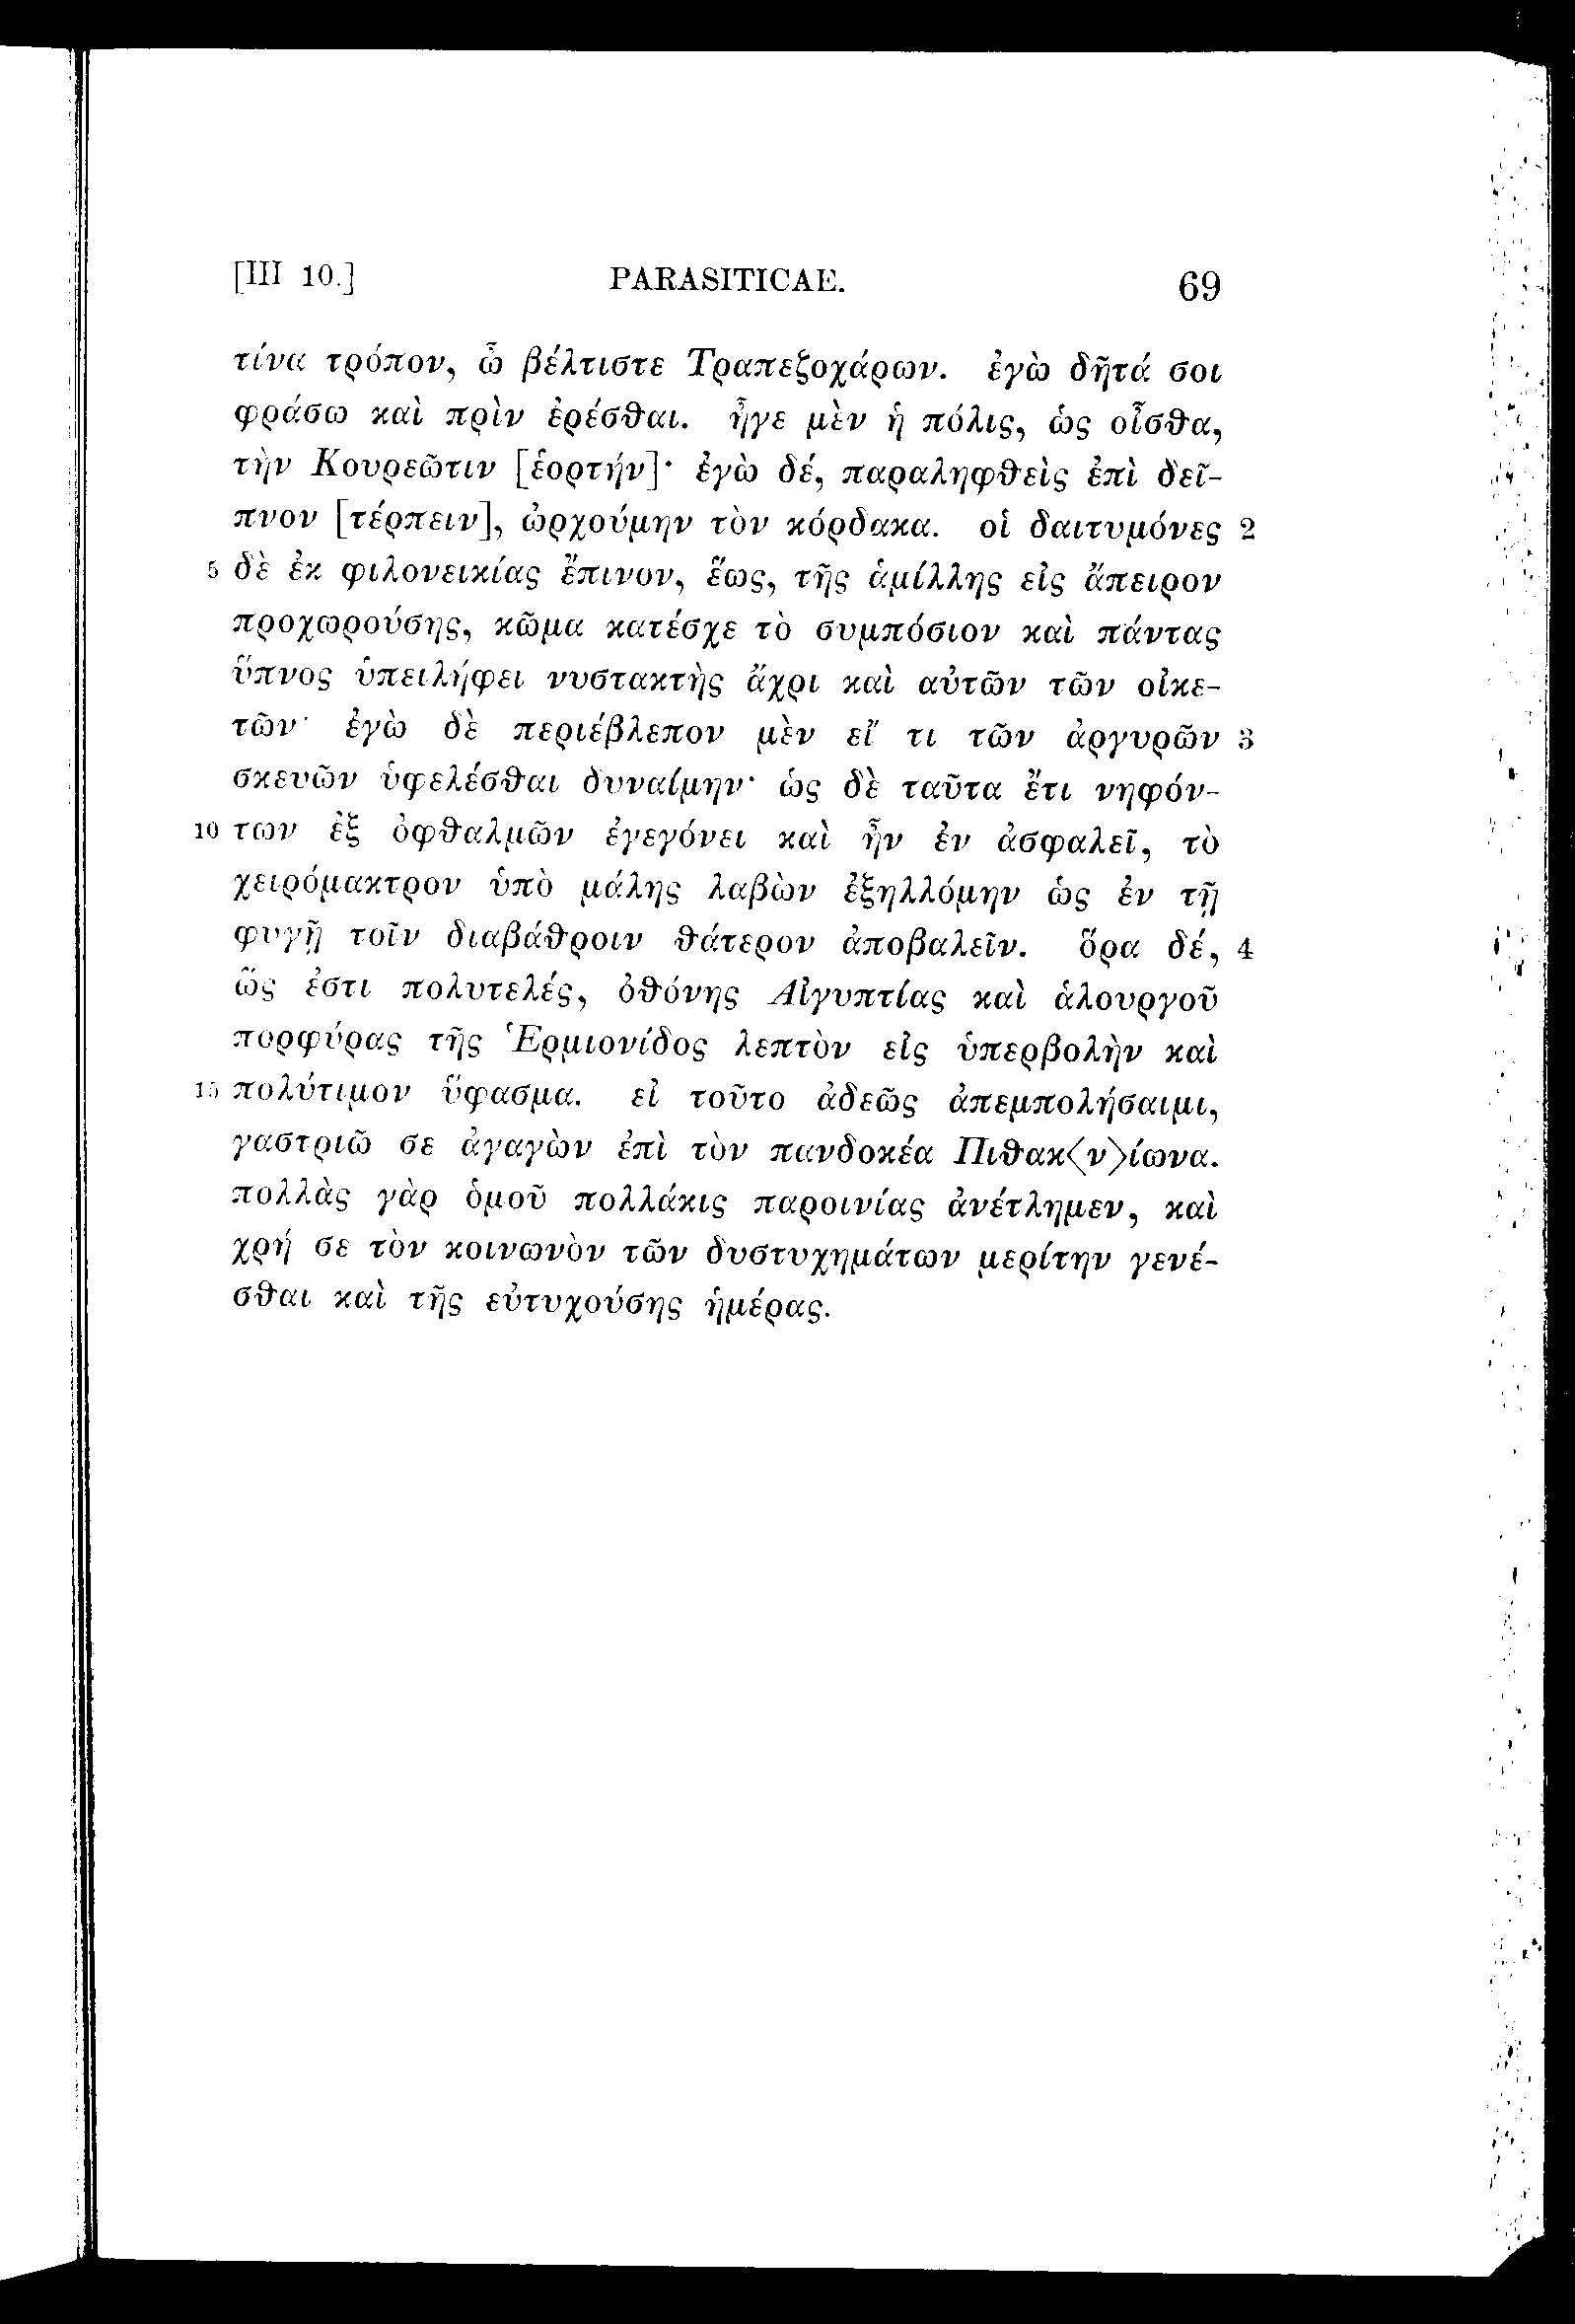 [III 10.] PARASITICAE. 69
τίνα τρόπον, ὦ βέλτιστε Τραπεζοχάρων. ἐγὼ δῆτά σοι
φράσω καὶ πρὶν ἐρέσθαι. ἦγε μὲν ἡ πόλις, ὡς οἶσθα,
τὴν Κουρεῶτιν [ἑορτήν]· ἐγὼ δέ, παραληφθεὶς ἐπὶ δεῖ-
πνον [τέρπειν], ὠρχούμην τὸν κόρδακα. οἱ δαιτυμόνες 2
5 δὲ ἐκ φιλονεικίας ἔπινον, ἕως, τῆς ἁμίλλης εἰς ἄπειρον
προχωρούσης, κῶμα κατέσχε τὸ συμπόσιον καὶ πάντας
ὕπνος ὑπειλήφει νυστακτὴς ἄχρι καὶ αὐτῶν τῶν οἰκε-
τῶν· ἐγὼ δὲ περιέβλεπον μὲν εἴ τι τῶν ἀργυρῶν 3
σκευῶν ὑφελέσθαι δυναίμην· ὡς δὲ ταῦτα ἔτι νηφόν-
10 των ἐξ ὀφθαλμῶν ἐγεγόνει καὶ ἦν ἐν ἀσφαλεῖ, τὸ
χειρόμακτρον ὑπὸ μάλης λαβὼν ἐξηλλόμην ὡς ἐν τῇ
φυγῇ τοῖν διαβάθροιν θάτερον ἀποβαλεῖν. ὅρα δέ, 4
ὥς ἐστι πολυτελές, ὀθόνης Αἰγυπτίας καὶ ἁλουργοῦ
πορφύρας τῆς Ἑρμιονίδος λεπτὸν εἰς ὑπερβολὴν καὶ
15 πολύτιμον ὕφασμα. εἰ τοῦτο ἀδεῶς ἀπεμπολήσαιμι,
γαστριῶ σε ἀγαγὼν ἐπὶ τὸν πανδοκέα Πιθακ⟨ν⟩ίωνα.
πολλὰς γὰρ ὁμοῦ πολλάκις παροινίας ἀνέτλημεν, καὶ
χρή σε τὸν κοινωνὸν τῶν δυστυχημάτων μερίτην γενέ-
σθαι καὶ τῆς εὐτυχούσης ἡμέρας.